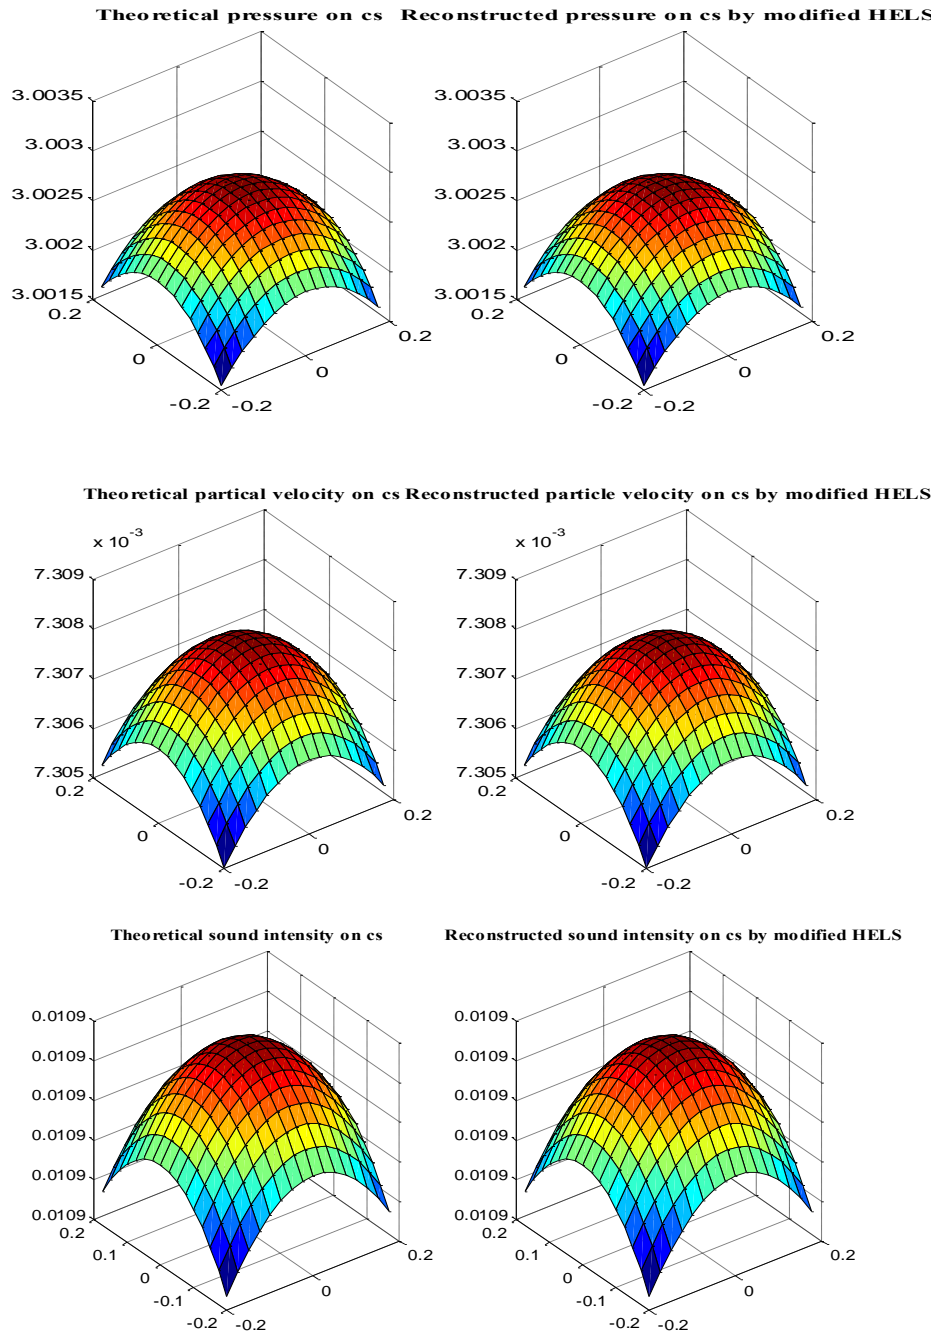 Theoretical pressure on cs Reconstructed pressure on cs by modified HELS
3.0035 3.0035
3.003 3.003
3.0025 3.0025
3.002 3.002
3.0015 3.0015
0.2 0.2 0.2 0.2
0 0 0 0
-0.2 -0.2 -0.2 -0.2
Theoretical partical velocity on cs Reconstructed particle velocity on cs by modified HELS
x 10-3 x 10-3
7.309 7.309
7.308 7.308
7.307 7.307
7.306 7.306
7.305 7.305
0.2 0.2 0.2 0.2
0 0 0 0
-0.2 -0.2 -0.2 -0.2
Theoretical sound intensity on cs Reconstructed sound intensity on cs by modified HELS
0.0109 0.0109
0.0109 0.0109
0.0109 0.0109
0.0109 0.0109
0.0109 0.0109
0.0109 0.0109
0.2 0.2 0.2 0.2
0.1 0.1
0 0 0 0
-0.1 -0.1
-0.2 -0.2 -0.2 -0.2